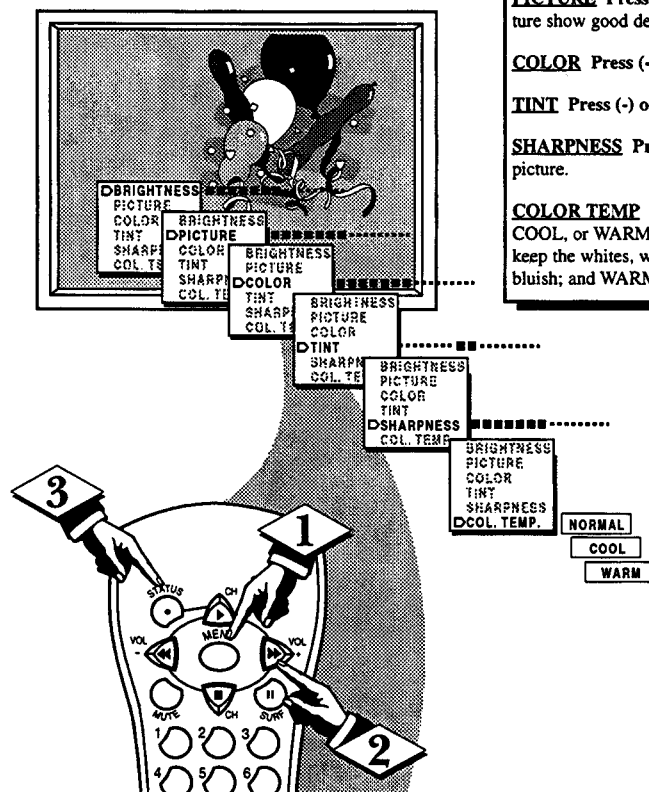 PICTURE Press
ture show good de
COLOR Press (-
TINT Press (-) o
SHARPNESS Pr
picture.
COLOR TEMP
COOL, or WARM
keep the whites, w
bluish; and WARM
BRIGHTNESS
PICTURE
COLOR
TINT
SHARP
COL. TE
BRIGHTNESS
PICTURE
COLOR
TINT
SHARP
COL. TE
BRIGHTNESS
PICTURE
COLOR
TINT
SHARP
COL. T
BRIGHTNESS
PICTURE
COLOR
TINT
SHARPN
COL. TE
BRIGHTNESS
PICTURE
COLOR
TINT
SHARPNESS
COL. TEMP
BRIGHTNESS
PICTURE
COLOR
TINT
SHARPNESS
COL. TEMP.
NORMAL
COOL
WARM
3
1
STATUS
CH
VOL
-
MENU
VOL
+
MUTE
CH
SURF
2
1 2 3
4 5 6